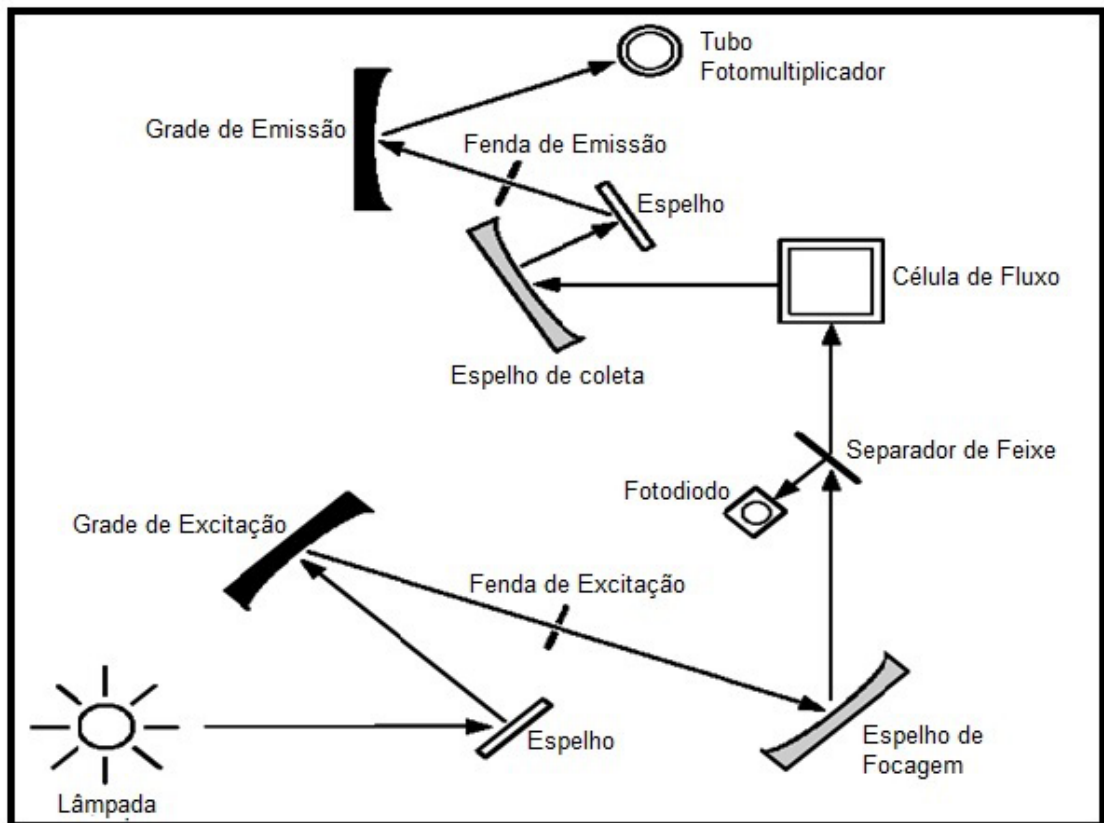 Tubo
Fotomultiplicador
Grade de Emissão
Fenda de Emissão
Espelho
Célula de Fluxo
Espelho de coleta
Separador de Feixe
Fotodiodo
Grade de Excitação
Fenda de Excitação
Espelho
Espelho de
Focagem
Lâmpada